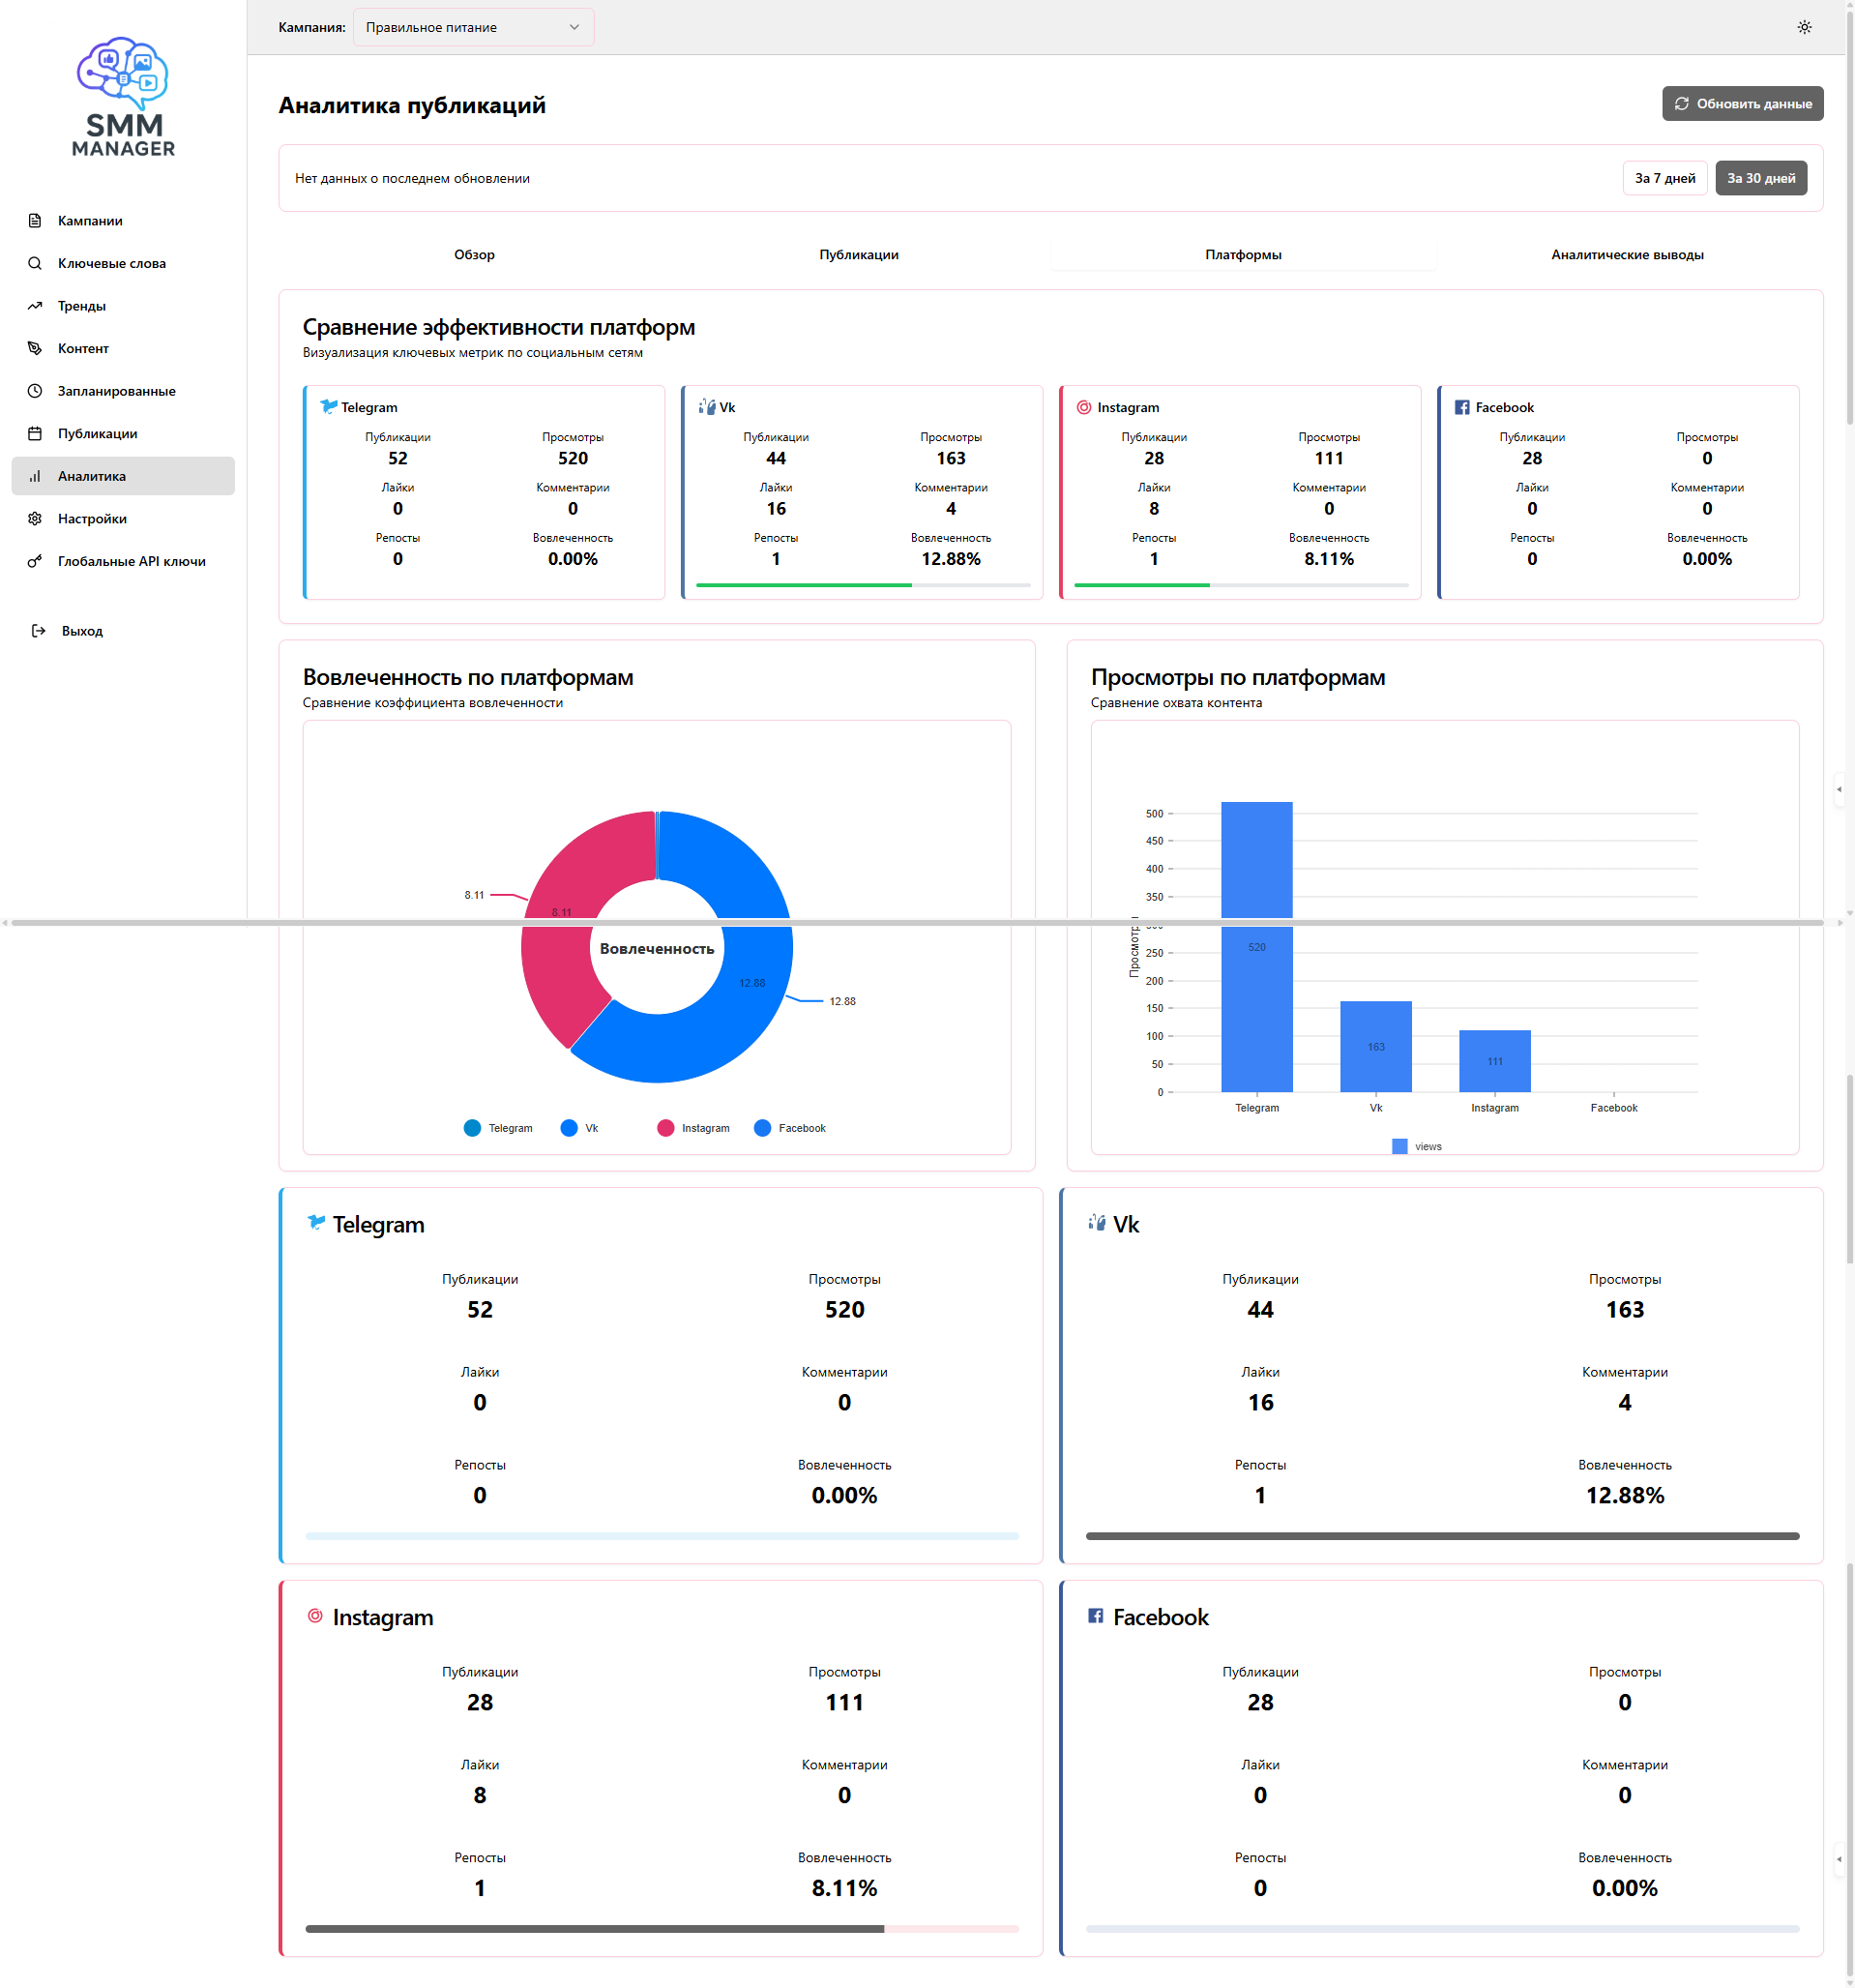 SMM
MANAGER
Кампании
Ключевые слова
Тренды
Контент
Запланированные
Публикации
Аналитика
Настройки
Глобальные API ключи
Выход
Кампания: Правильное питание
Аналитика публикаций
Обновить данные
Нет данных о последнем обновлении
За 7 дней За 30 дней
Обзор Публикации Платформы Аналитические выводы
Сравнение эффективности платформ
Визуализация ключевых метрик по социальным сетям
Telegram
Публикации Просмотры
52 520
Лайки Комментарии
0 0
Репосты Вовлеченность
0 0.00%
Vk
Публикации Просмотры
44 163
Лайки Комментарии
16 4
Репосты Вовлеченность
1 12.88%
Instagram
Публикации Просмотры
28 111
Лайки Комментарии
8 0
Репосты Вовлеченность
1 8.11%
Facebook
Публикации Просмотры
28 0
Лайки Комментарии
0 0
Репосты Вовлеченность
0 0.00%
Вовлеченность по платформам
Сравнение коэффициента вовлеченности
8.11
8.11
Вовлеченность
12.88
12.88
Telegram Vk Instagram Facebook
Просмотры по платформам
Сравнение охвата контента
500
450
400
350
250
200
150
100
50
0
520
163
111
Telegram Vk Instagram Facebook
views
Telegram
Публикации Просмотры
52 520
Лайки Комментарии
0 0
Репосты Вовлеченность
0 0.00%
Vk
Публикации Просмотры
44 163
Лайки Комментарии
16 4
Репосты Вовлеченность
1 12.88%
Instagram
Публикации Просмотры
28 111
Лайки Комментарии
8 0
Репосты Вовлеченность
1 8.11%
Facebook
Публикации Просмотры
28 0
Лайки Комментарии
0 0
Репосты Вовлеченность
0 0.00%